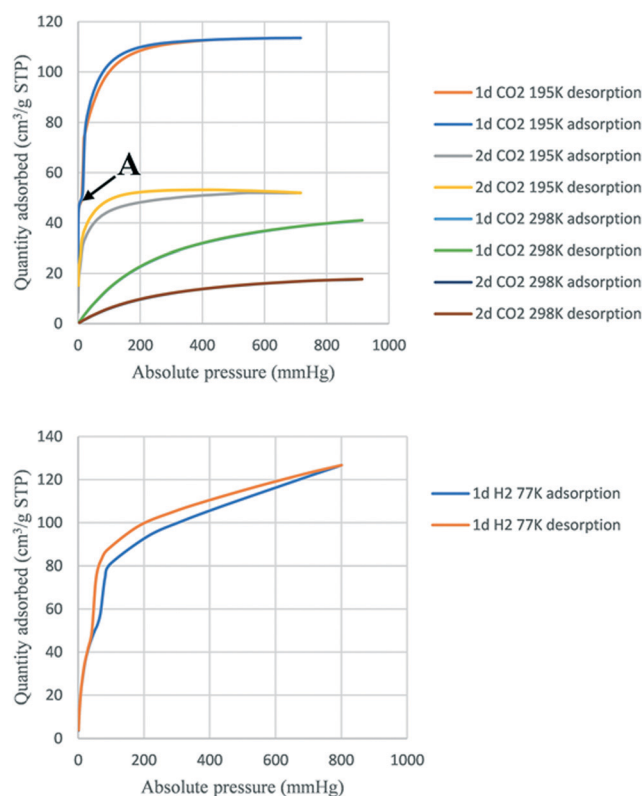 120
100
80
60
40
20
0
A
0 200 400 600 800 1000
Quantity adsorbed (cm³/g STP)
Absolute pressure (mmHg)
1d CO2 195K desorption
1d CO2 195K adsorption
2d CO2 195K adsorption
2d CO2 195K desorption
1d CO2 298K adsorption
1d CO2 298K desorption
2d CO2 298K adsorption
2d CO2 298K desorption
140
120
100
80
60
40
20
0
0 200 400 600 800 1000
Quantity adsorbed (cm³/g STP)
Absolute pressure (mmHg)
1d H2 77K adsorption
1d H2 77K desorption